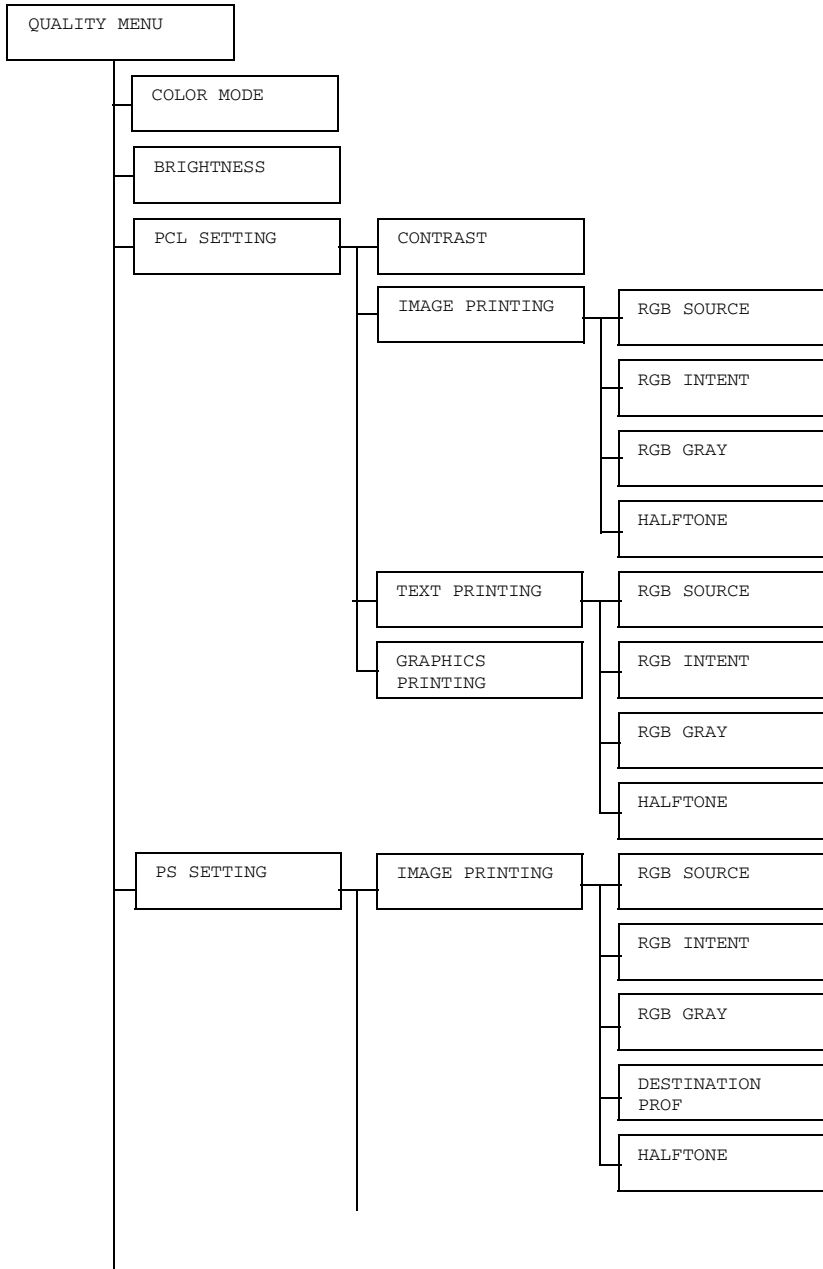 QUALITY MENU
COLOR MODE
BRIGHTNESS
PCL SETTING
CONTRAST
IMAGE PRINTING
RGB SOURCE
RGB INTENT
RGB GRAY
HALFTONE
TEXT PRINTING
RGB SOURCE
GRAPHICS
PRINTING
RGB INTENT
RGB GRAY
HALFTONE
PS SETTING
IMAGE PRINTING
RGB SOURCE
RGB INTENT
RGB GRAY
DESTINATION
PROF
HALFTONE